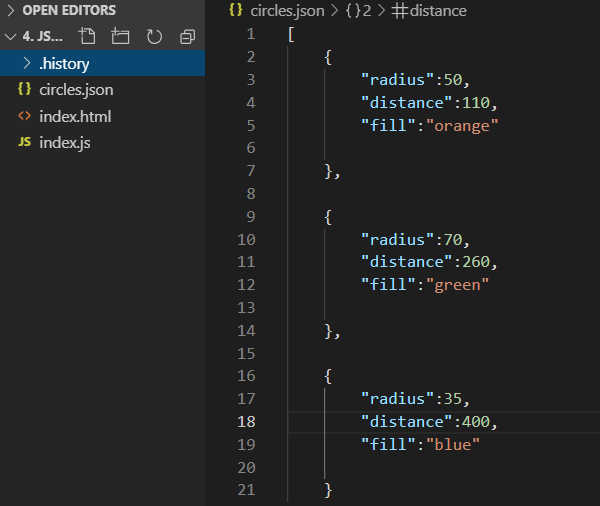 OPEN EDITORS
4. JS...
.history
{} circles.json
<> index.html
JS index.js
{} circles.json > {} 2 > # distance
1 [
2 {
3 "radius":50,
4 "distance":110,
5 "fill":"orange"
6
7 },
8
9 {
10 "radius":70,
11 "distance":260,
12 "fill":"green"
13
14 },
15
16 {
17 "radius":35,
18 "distance":400,
19 "fill":"blue"
20
21 }